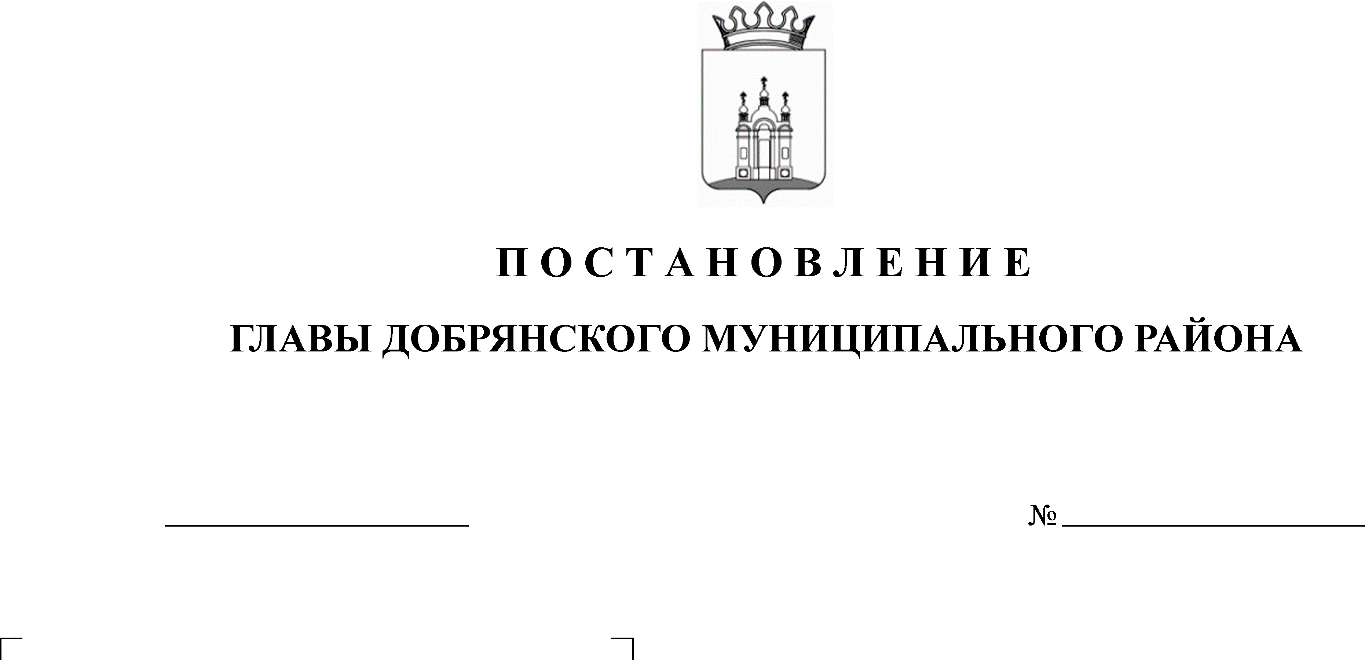 П О С Т А Н О В Л Е Н И Е
ГЛАВЫ ДОБРЯНСКОГО МУНИЦИПАЛЬНОГО РАЙОНА
№